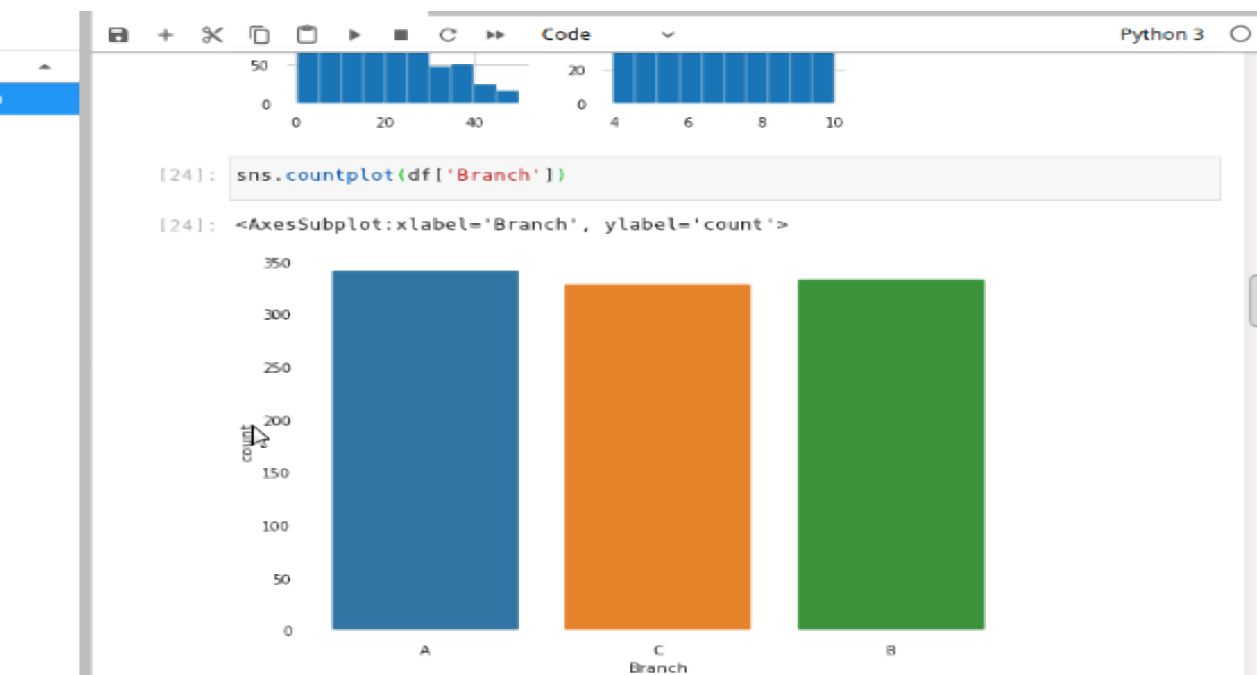 Code Python 3
50 20
0 0
0 20 40 4 6 8 10
[24]: sns.countplot(df['Branch'])
[24]: <AxesSubplot:xlabel='Branch', ylabel='count'>
350
300
250
200
count
150
100
50
0
A C B
Branch